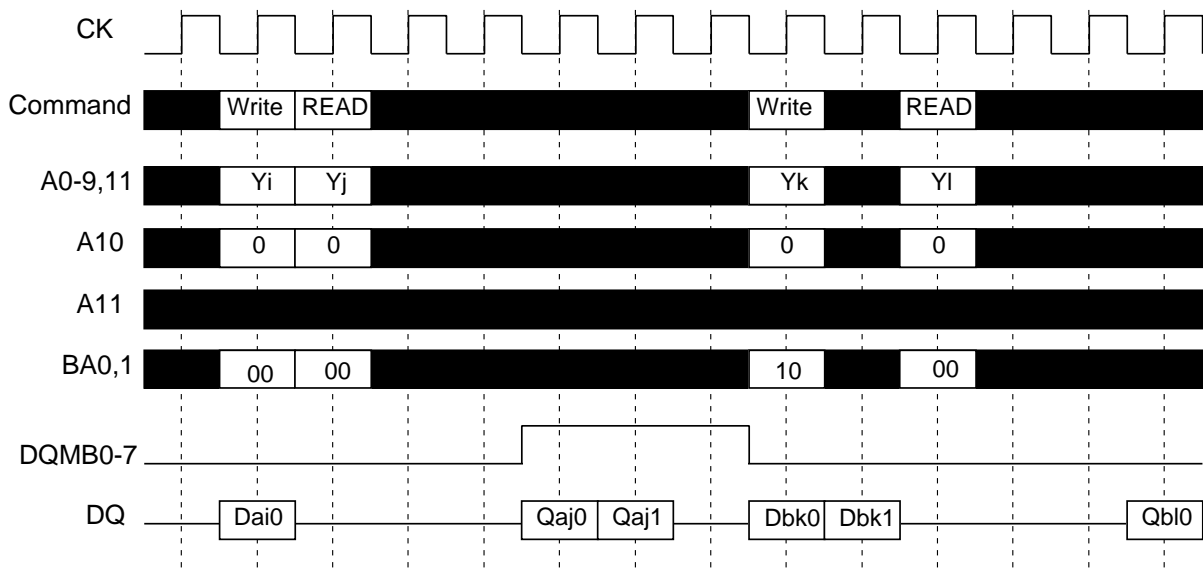 CK
Command Write READ Write READ
A0-9,11 Yi Yj Yk Yl
A10 0 0 0 0
A11
BA0,1 00 00 10 00
DQMB0-7
DQ Dai0 Qaj0 Qaj1 Dbk0 Dbk1 Qbl0